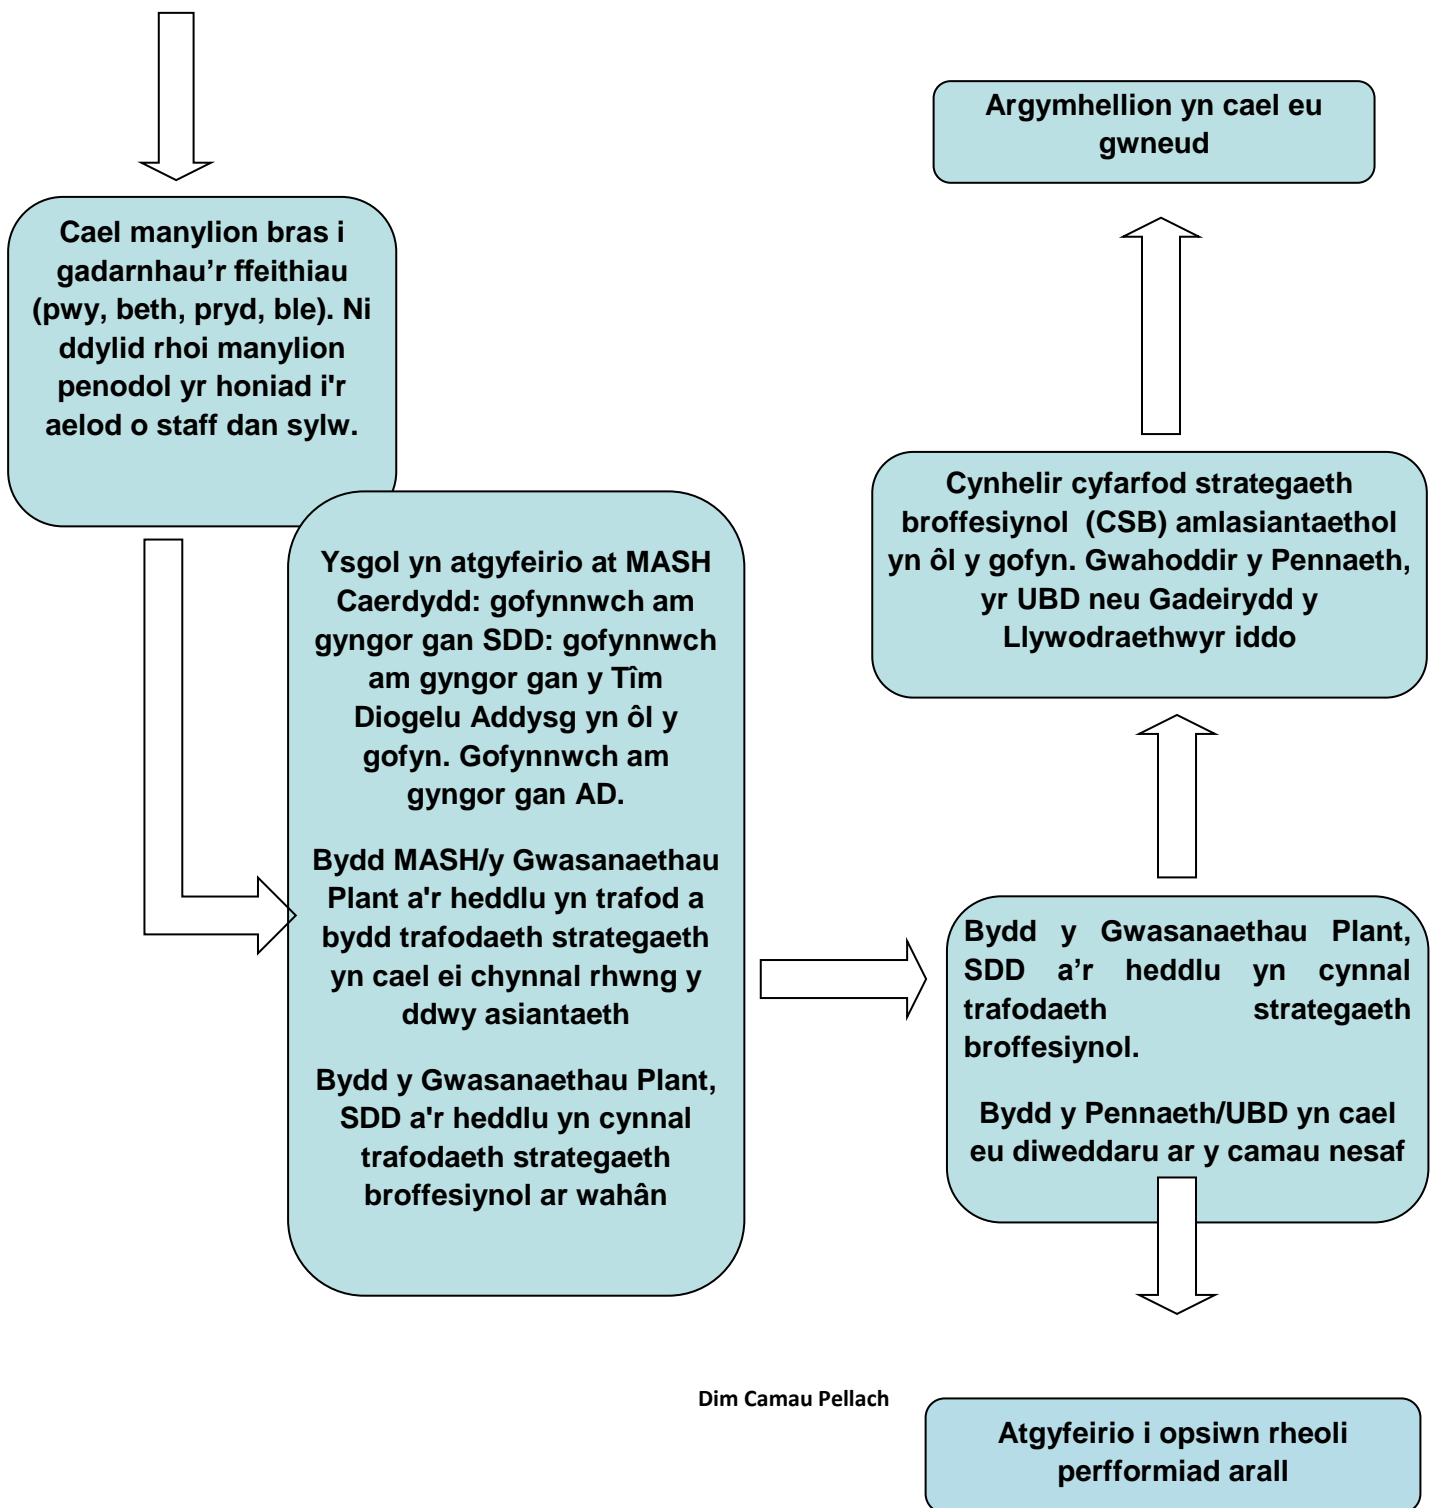 Cael manylion bras i
gadarnhau’r ffeithiau
(pwy, beth, pryd, ble). Ni
ddylid rhoi manylion
penodol yr honiad i'r
aelod o staff dan sylw.
Ysgol yn atgyfeirio at MASH
Caerdydd: gofynnwch am
gyngor gan SDD: gofynnwch
am gyngor gan y Tîm
Diogelu Addysg yn ôl y
gofyn. Gofynnwch am
gyngor gan AD.
Bydd MASH/y Gwasanaethau
Plant a'r heddlu yn trafod a
bydd trafodaeth strategaeth
yn cael ei chynnal rhwng y
ddwy asiantaeth
Bydd y Gwasanaethau Plant,
SDD a'r heddlu yn cynnal
trafodaeth strategaeth
broffesiynol ar wahân
Bydd y Gwasanaethau Plant,
SDD a’r heddlu yn cynnal
trafodaeth strategaeth
broffesiynol.
Bydd y Pennaeth/UBD yn cael
eu diweddaru ar y camau nesaf
Cynhelir cyfarfod strategaeth
broffesiynol (CSB) amlasiantaethol
yn ôl y gofyn. Gwahoddir y Pennaeth,
yr UBD neu Gadeirydd y
Llywodraethwyr iddo
Argymhellion yn cael eu
gwneud
Dim Camau Pellach
Atgyfeirio i opsiwn rheoli
perfformiad arall